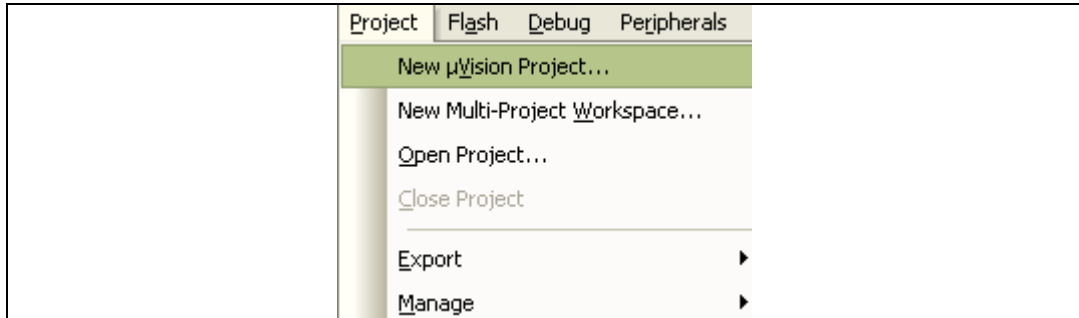 Project Flash Debug Peripherals
New µVision Project...
New Multi-Project Workspace...
Open Project...
Close Project
Export
Manage